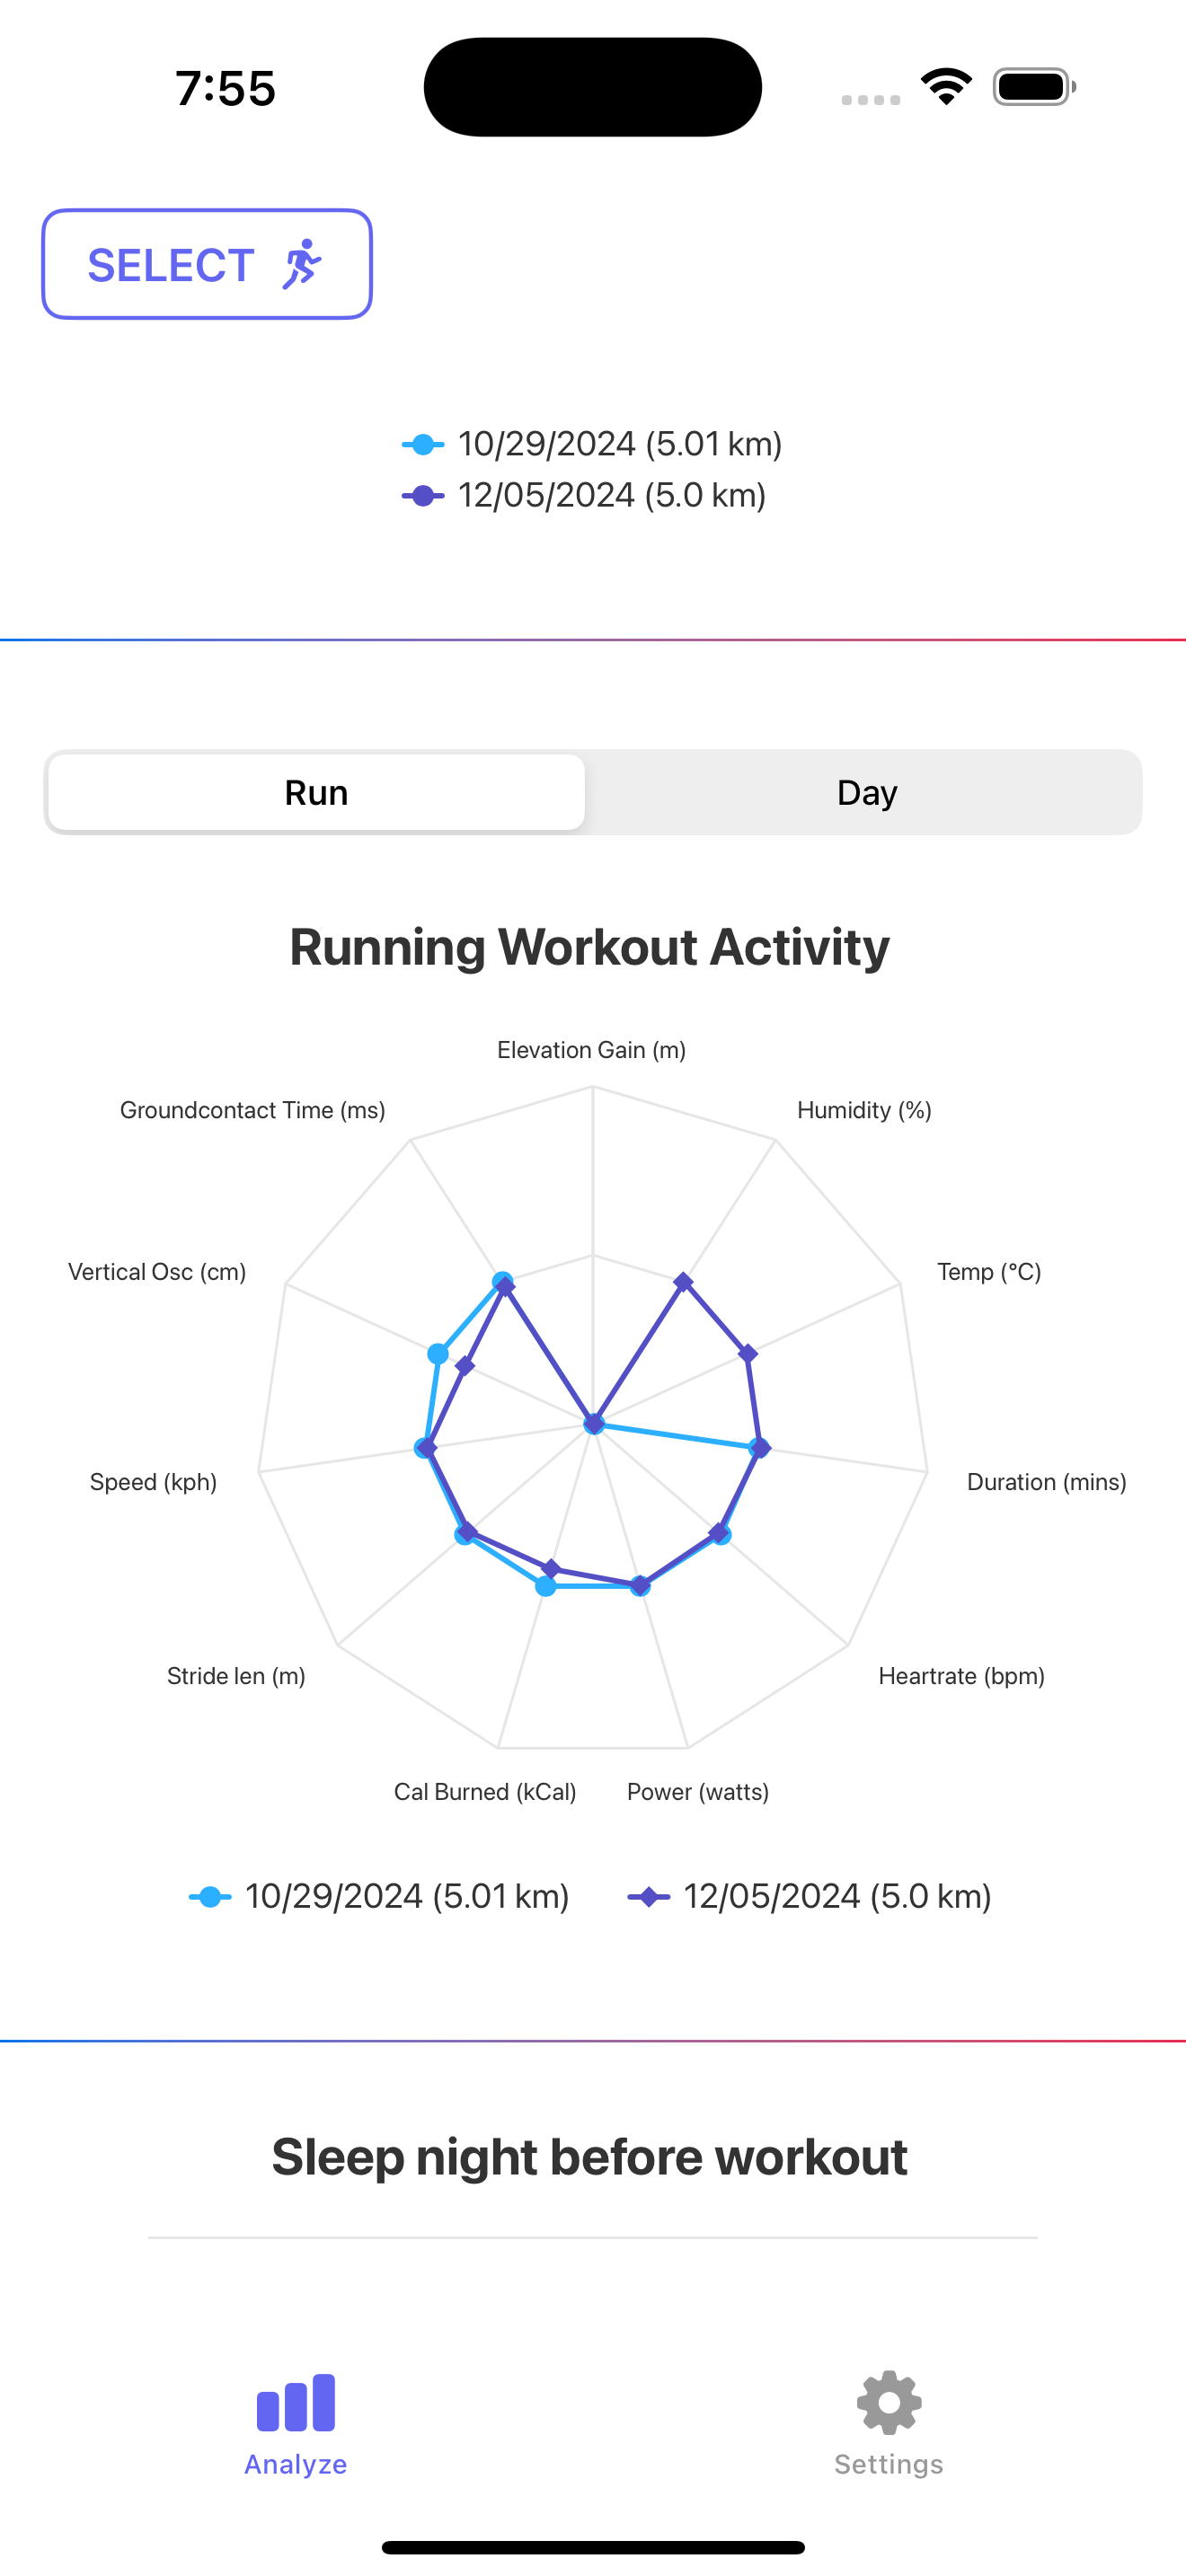 7:55
SELECT
10/29/2024 (5.01 km)
12/05/2024 (5.0 km)
Run
Day
Running Workout Activity
Elevation Gain (m)
Groundcontact Time (ms)
Humidity (%)
Vertical Osc (cm)
Temp (°C)
Speed (kph)
Duration (mins)
Stride len (m)
Heartrate (bpm)
Cal Burned (kCal)
Power (watts)
10/29/2024 (5.01 km)
12/05/2024 (5.0 km)
Sleep night before workout
Analyze
Settings